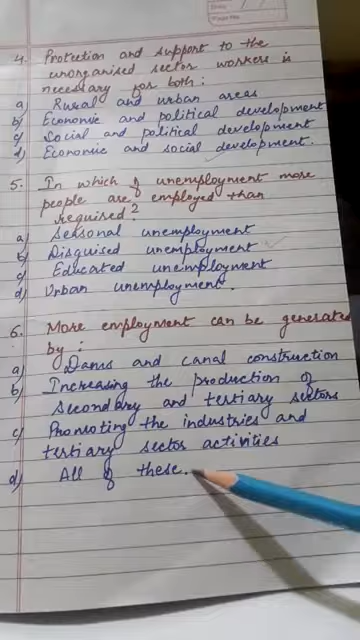 4. Protection and support to the
unorganised sector workers is
necessary for both:
a) Rural and urban areas
b) Economic and political development
c) Social and political development
d) Economic and social development.
5. In which of unemployment more
people are employed than
required?
a) Seasonal unemployment
b) Disguised unemployment
c) Educated unemployment
d) Urban unemployment.
6. More employment can be generated
by:
a) Dams and canal construction
b) Increasing the production of
secondary and tertiary sectors
c) Promoting the industries and
tertiary sector activities
d) All of these.